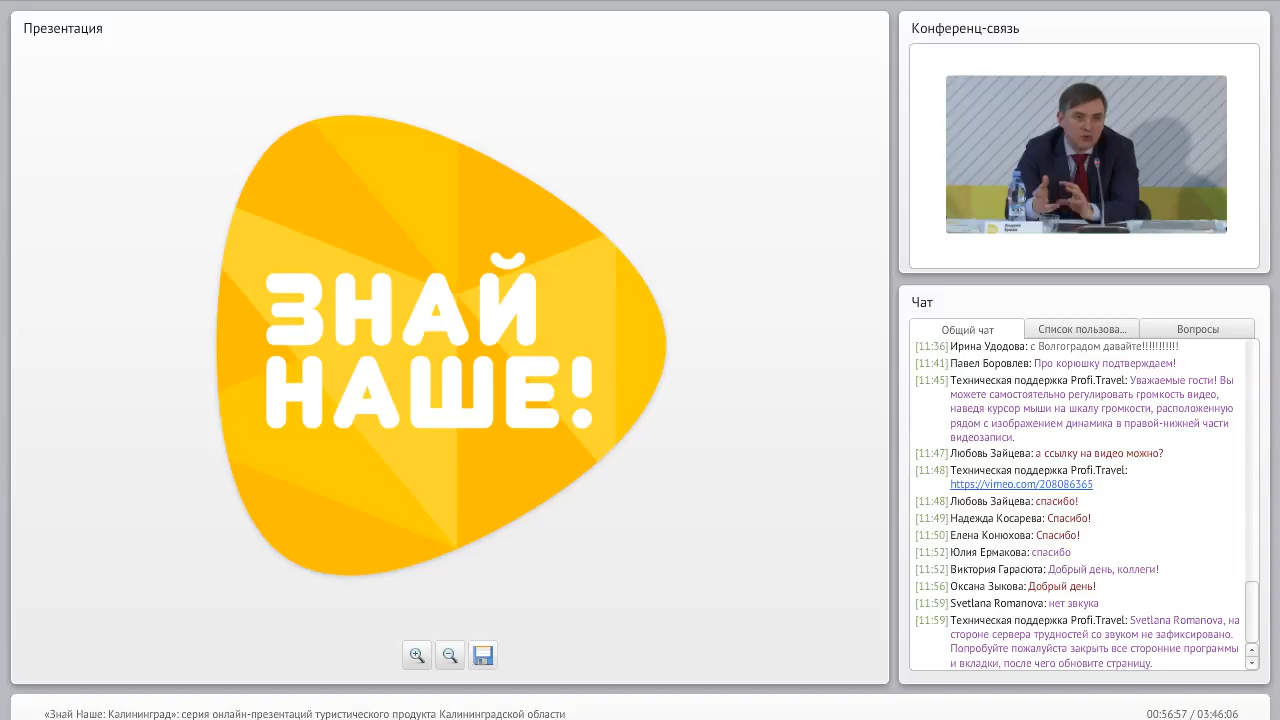 Презентация
ЗНАЙ
НАШЕ!
Конференц-связь
Чат
Общий чат
Список пользова...
Вопросы
[11:36] Ирина Удодова: с Волгоградом давайте!!!!!!!!!!!
[11:41] Павел Боровлев: Про корюшку подтверждаем!
[11:45] Техническая поддержка Profi.Travel: Уважаемые гости! Вы
можете самостоятельно регулировать громкость видео,
наведя курсор мыши на шкалу громкости, расположенную
рядом с изображением динамика в правой-нижней части
видеозаписи.
[11:47] Любовь Зайцева: а ссылку на видео можно?
[11:48] Техническая поддержка Profi.Travel:
https://vimeo.com/208086365
[11:48] Любовь Зайцева: спасибо!
[11:49] Надежда Косарева: Спасибо!
[11:50] Елена Конюхова: Спасибо!
[11:52] Юлия Ермакова: спасибо
[11:52] Виктория Гарасюта: Добрый день, коллеги!
[11:56] Оксана Зыкова: Добрый день!
[11:59] Svetlana Romanova: нет звкука
[11:59] Техническая поддержка Profi.Travel: Svetlana Romanova, на
стороне сервера трудностей со звуком не зафиксировано.
Попробуйте пожалуйста закрыть все сторонние программы
и вкладки, после чего обновите страницу.
«Знай Наше: Калининград»: серия онлайн-презентаций туристического продукта Калининградской области
00:56:57 / 03:46:06